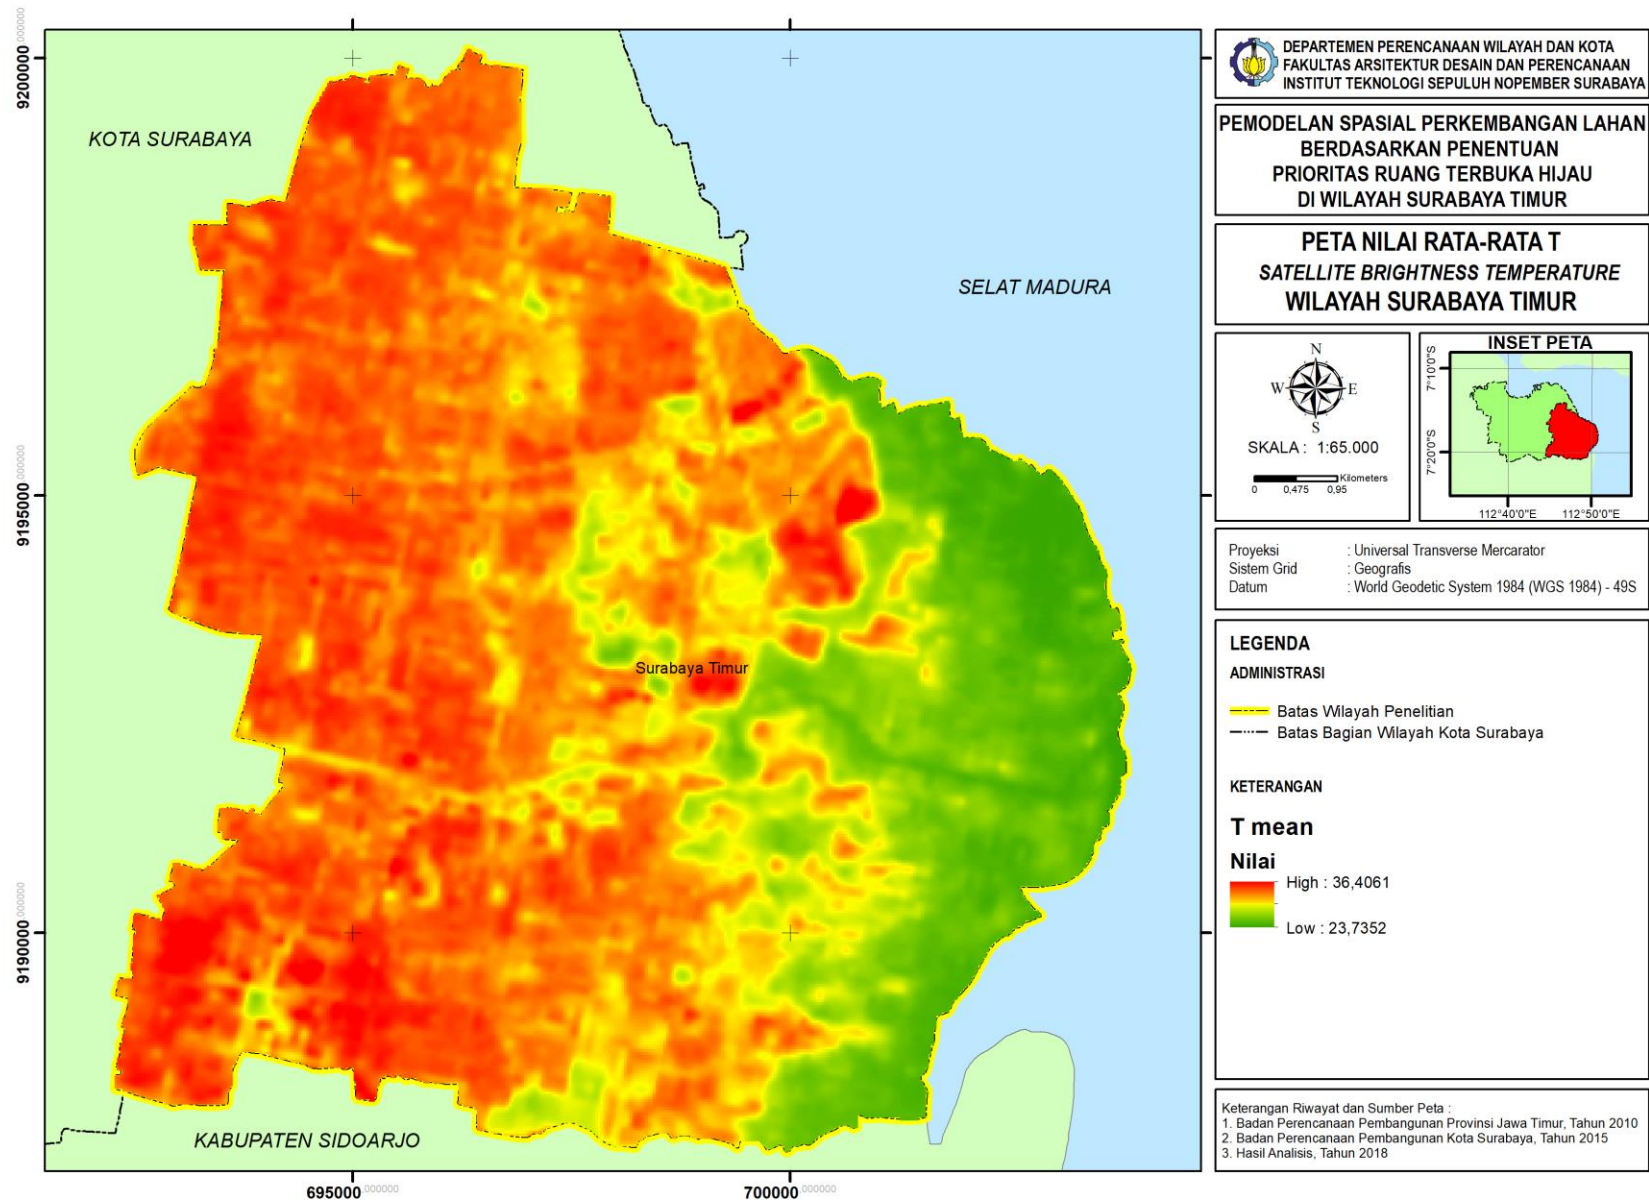 DEPARTEMEN PERENCANAAN WILAYAH DAN KOTA
FAKULTAS ARSITEKTUR DESAIN DAN PERENCANAAN
INSTITUT TEKNOLOGI SEPULUH NOPEMBER SURABAYA
PEMODELAN SPASIAL PERKEMBANGAN LAHAN
BERDASARKAN PENENTUAN
PRIORITAS RUANG TERBUKA HIJAU
DI WILAYAH SURABAYA TIMUR
PETA NILAI RATA-RATA T
SATELLITE BRIGHTNESS TEMPERATURE
WILAYAH SURABAYA TIMUR
N
W E
S
SKALA : 1:65.000
Kilometers
0 0,475 0,95
INSET PETA
7°10'0"S
7°20'0"S
112°40'0"E 112°50'0"E
Proyeksi : Universal Transverse Mercarator
Sistem Grid : Geografis
Datum : World Geodetic System 1984 (WGS 1984) - 49S
LEGENDA
ADMINISTRASI
Batas Wilayah Penelitian
Batas Bagian Wilayah Kota Surabaya
KETERANGAN
T mean
Nilai
High : 36,4061
Low : 23,7352
Keterangan Riwayat dan Sumber Peta :
1. Badan Perencanaan Pembangunan Provinsi Jawa Timur, Tahun 2010
2. Badan Perencanaan Pembangunan Kota Surabaya, Tahun 2015
3. Hasil Analisis, Tahun 2018
KOTA SURABAYA
SELAT MADURA
Surabaya Timur
KABUPATEN SIDOARJO
9200000,000000
9195000,000000
9190000,000000
695000,000000
700000,000000